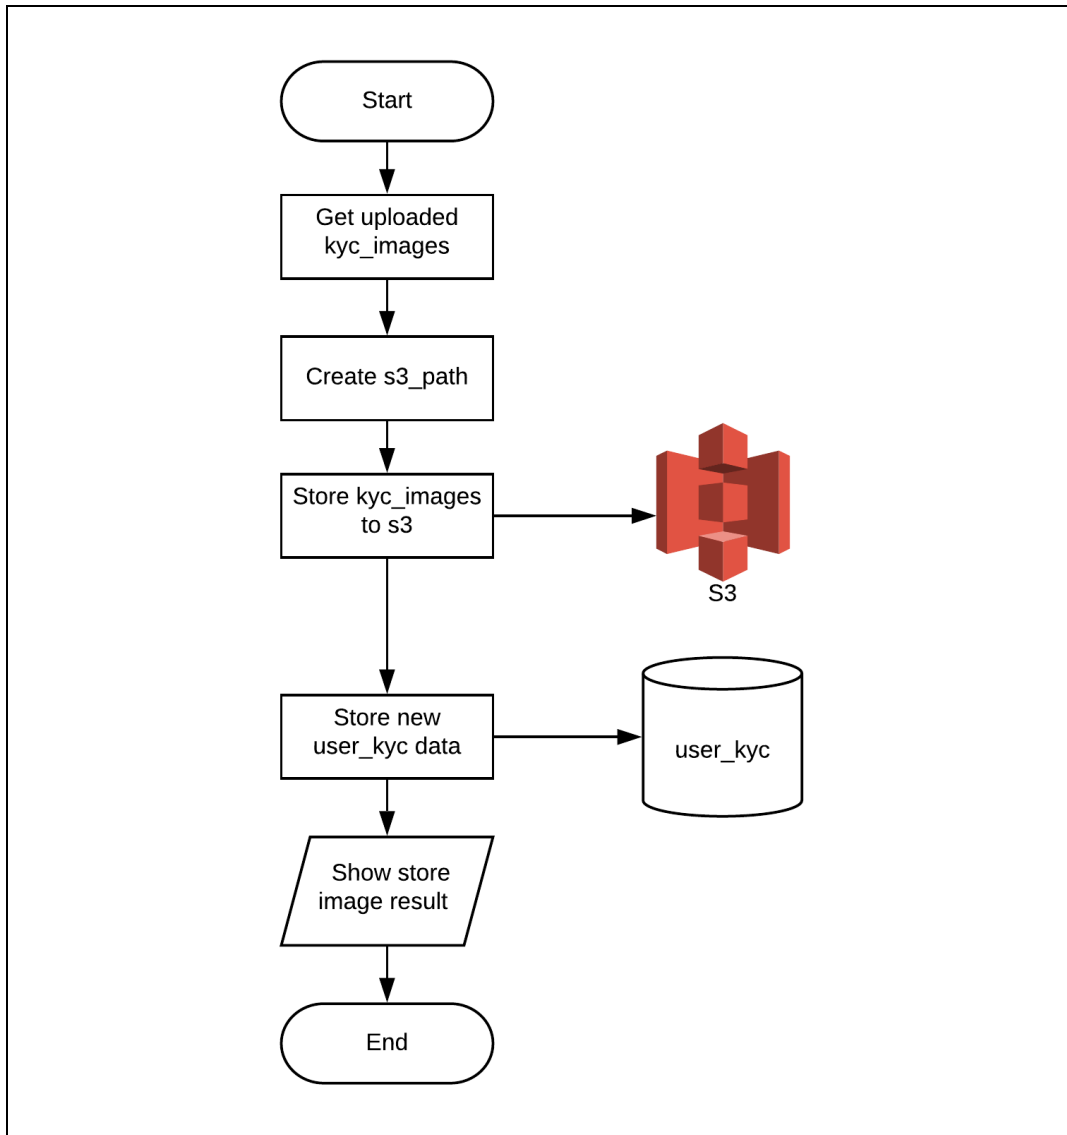 Start
Get uploaded
kyc_images
Create s3_path
Store kyc_images
to s3
S3
Store new
user_kyc data
user_kyc
Show store
image result
End